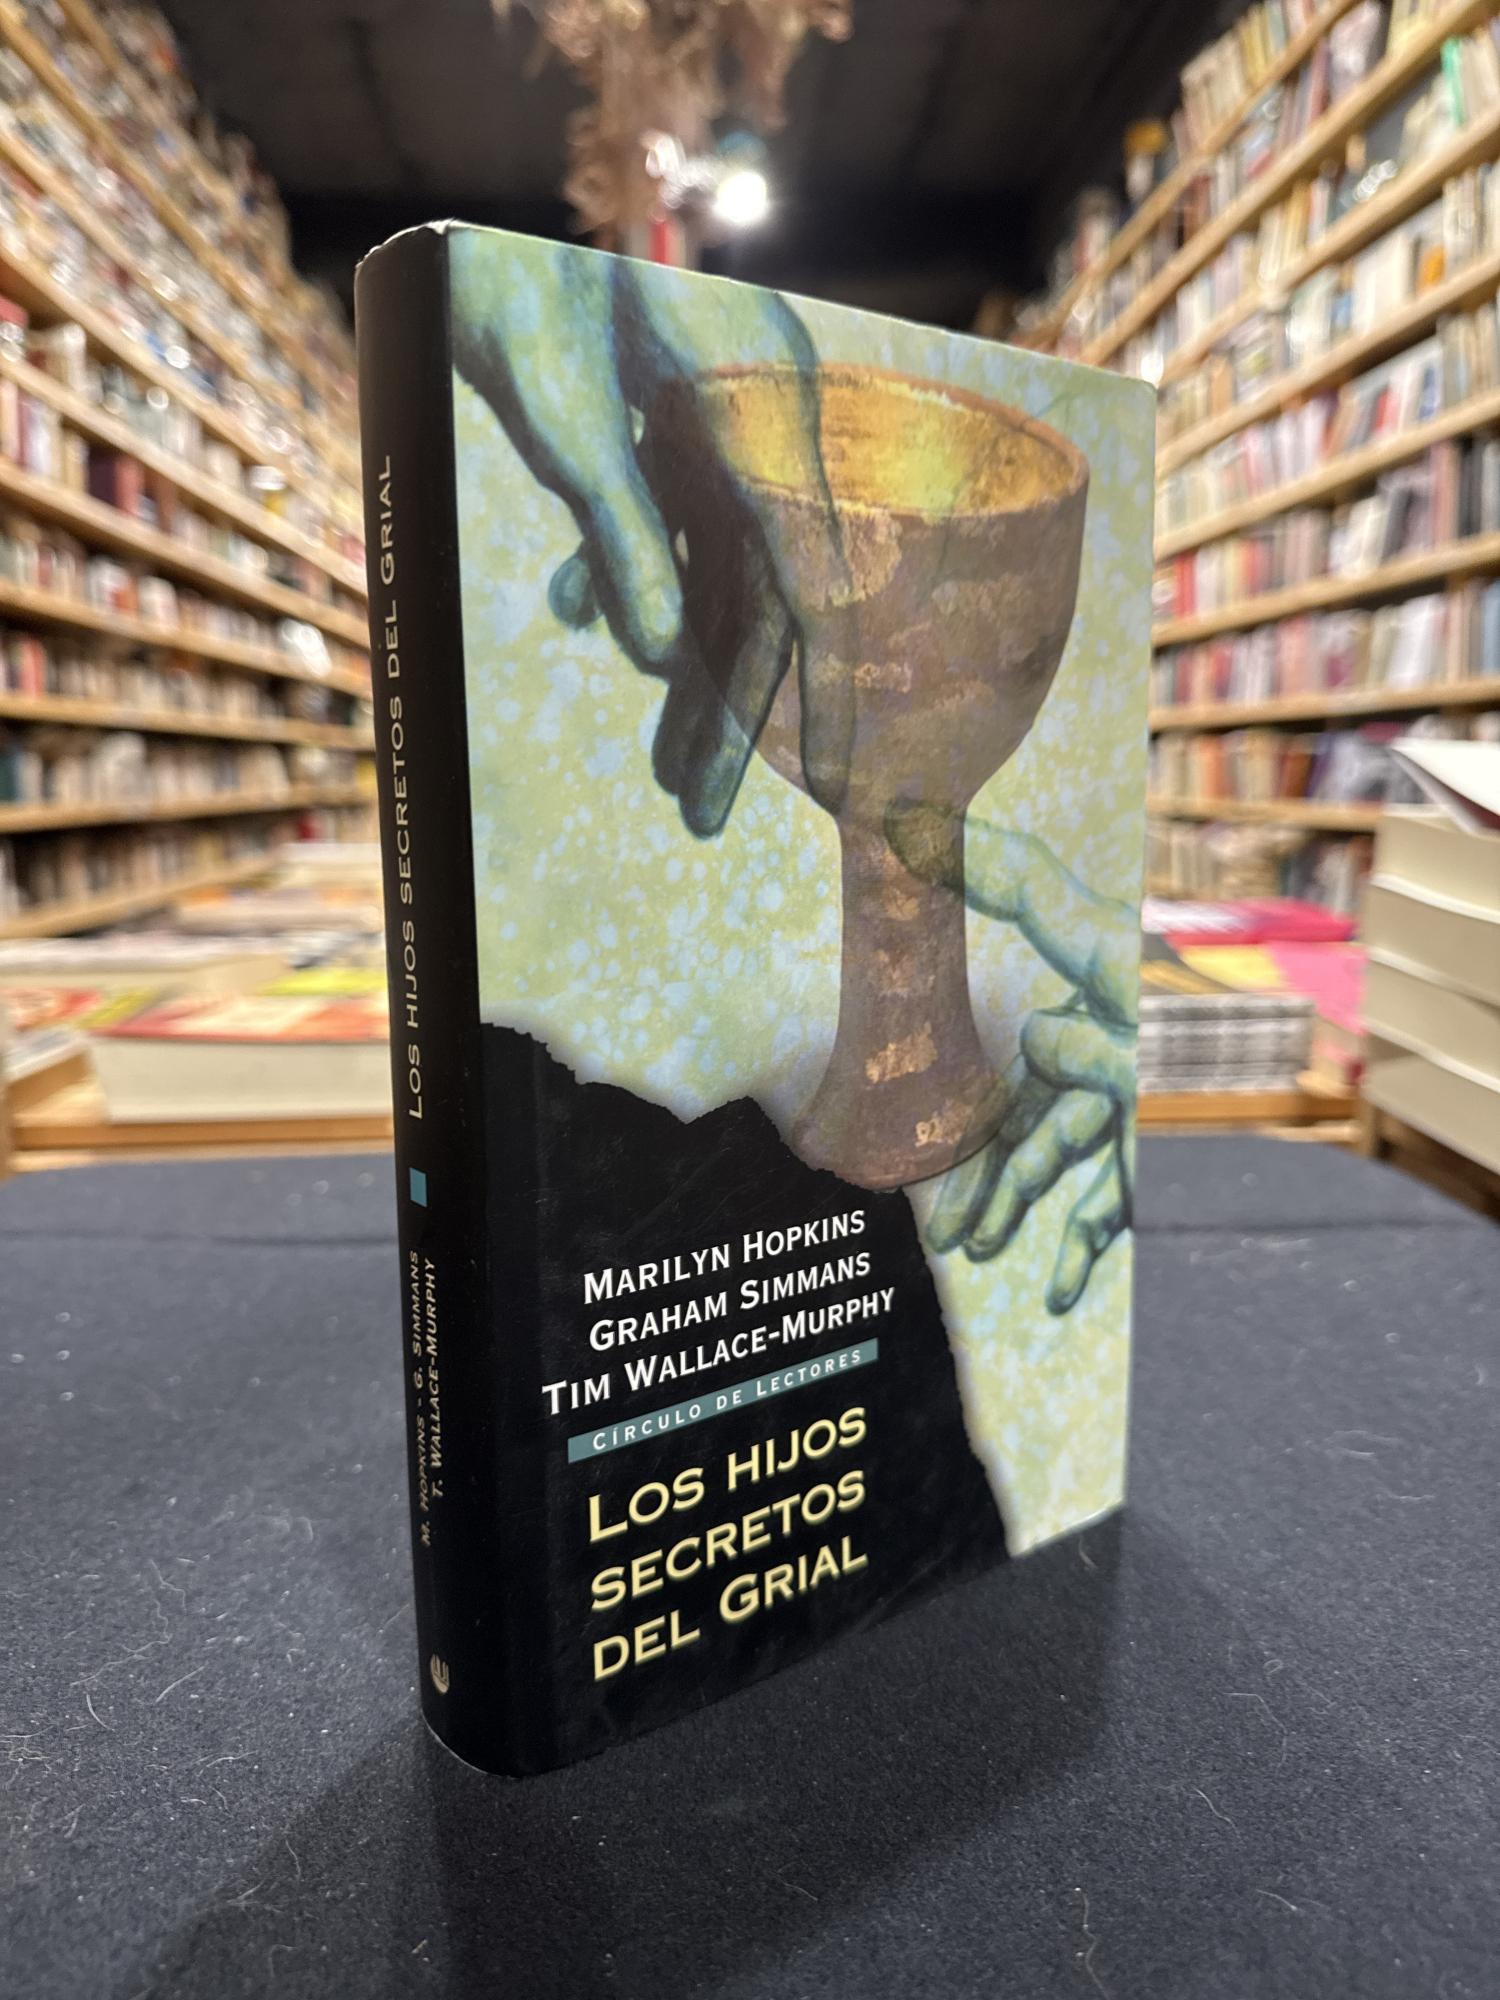 LOS HIJOS SECRETOS DEL GRIAL
M. HOPKINS - G. SIMMANS
T. WALLACE-MURPHY
MARILYN HOPKINS
GRAHAM SIMMANS
TIM WALLACE-MURPHY
CÍRCULO DE LECTORES
LOS HIJOS
SECRETOS
DEL GRIAL